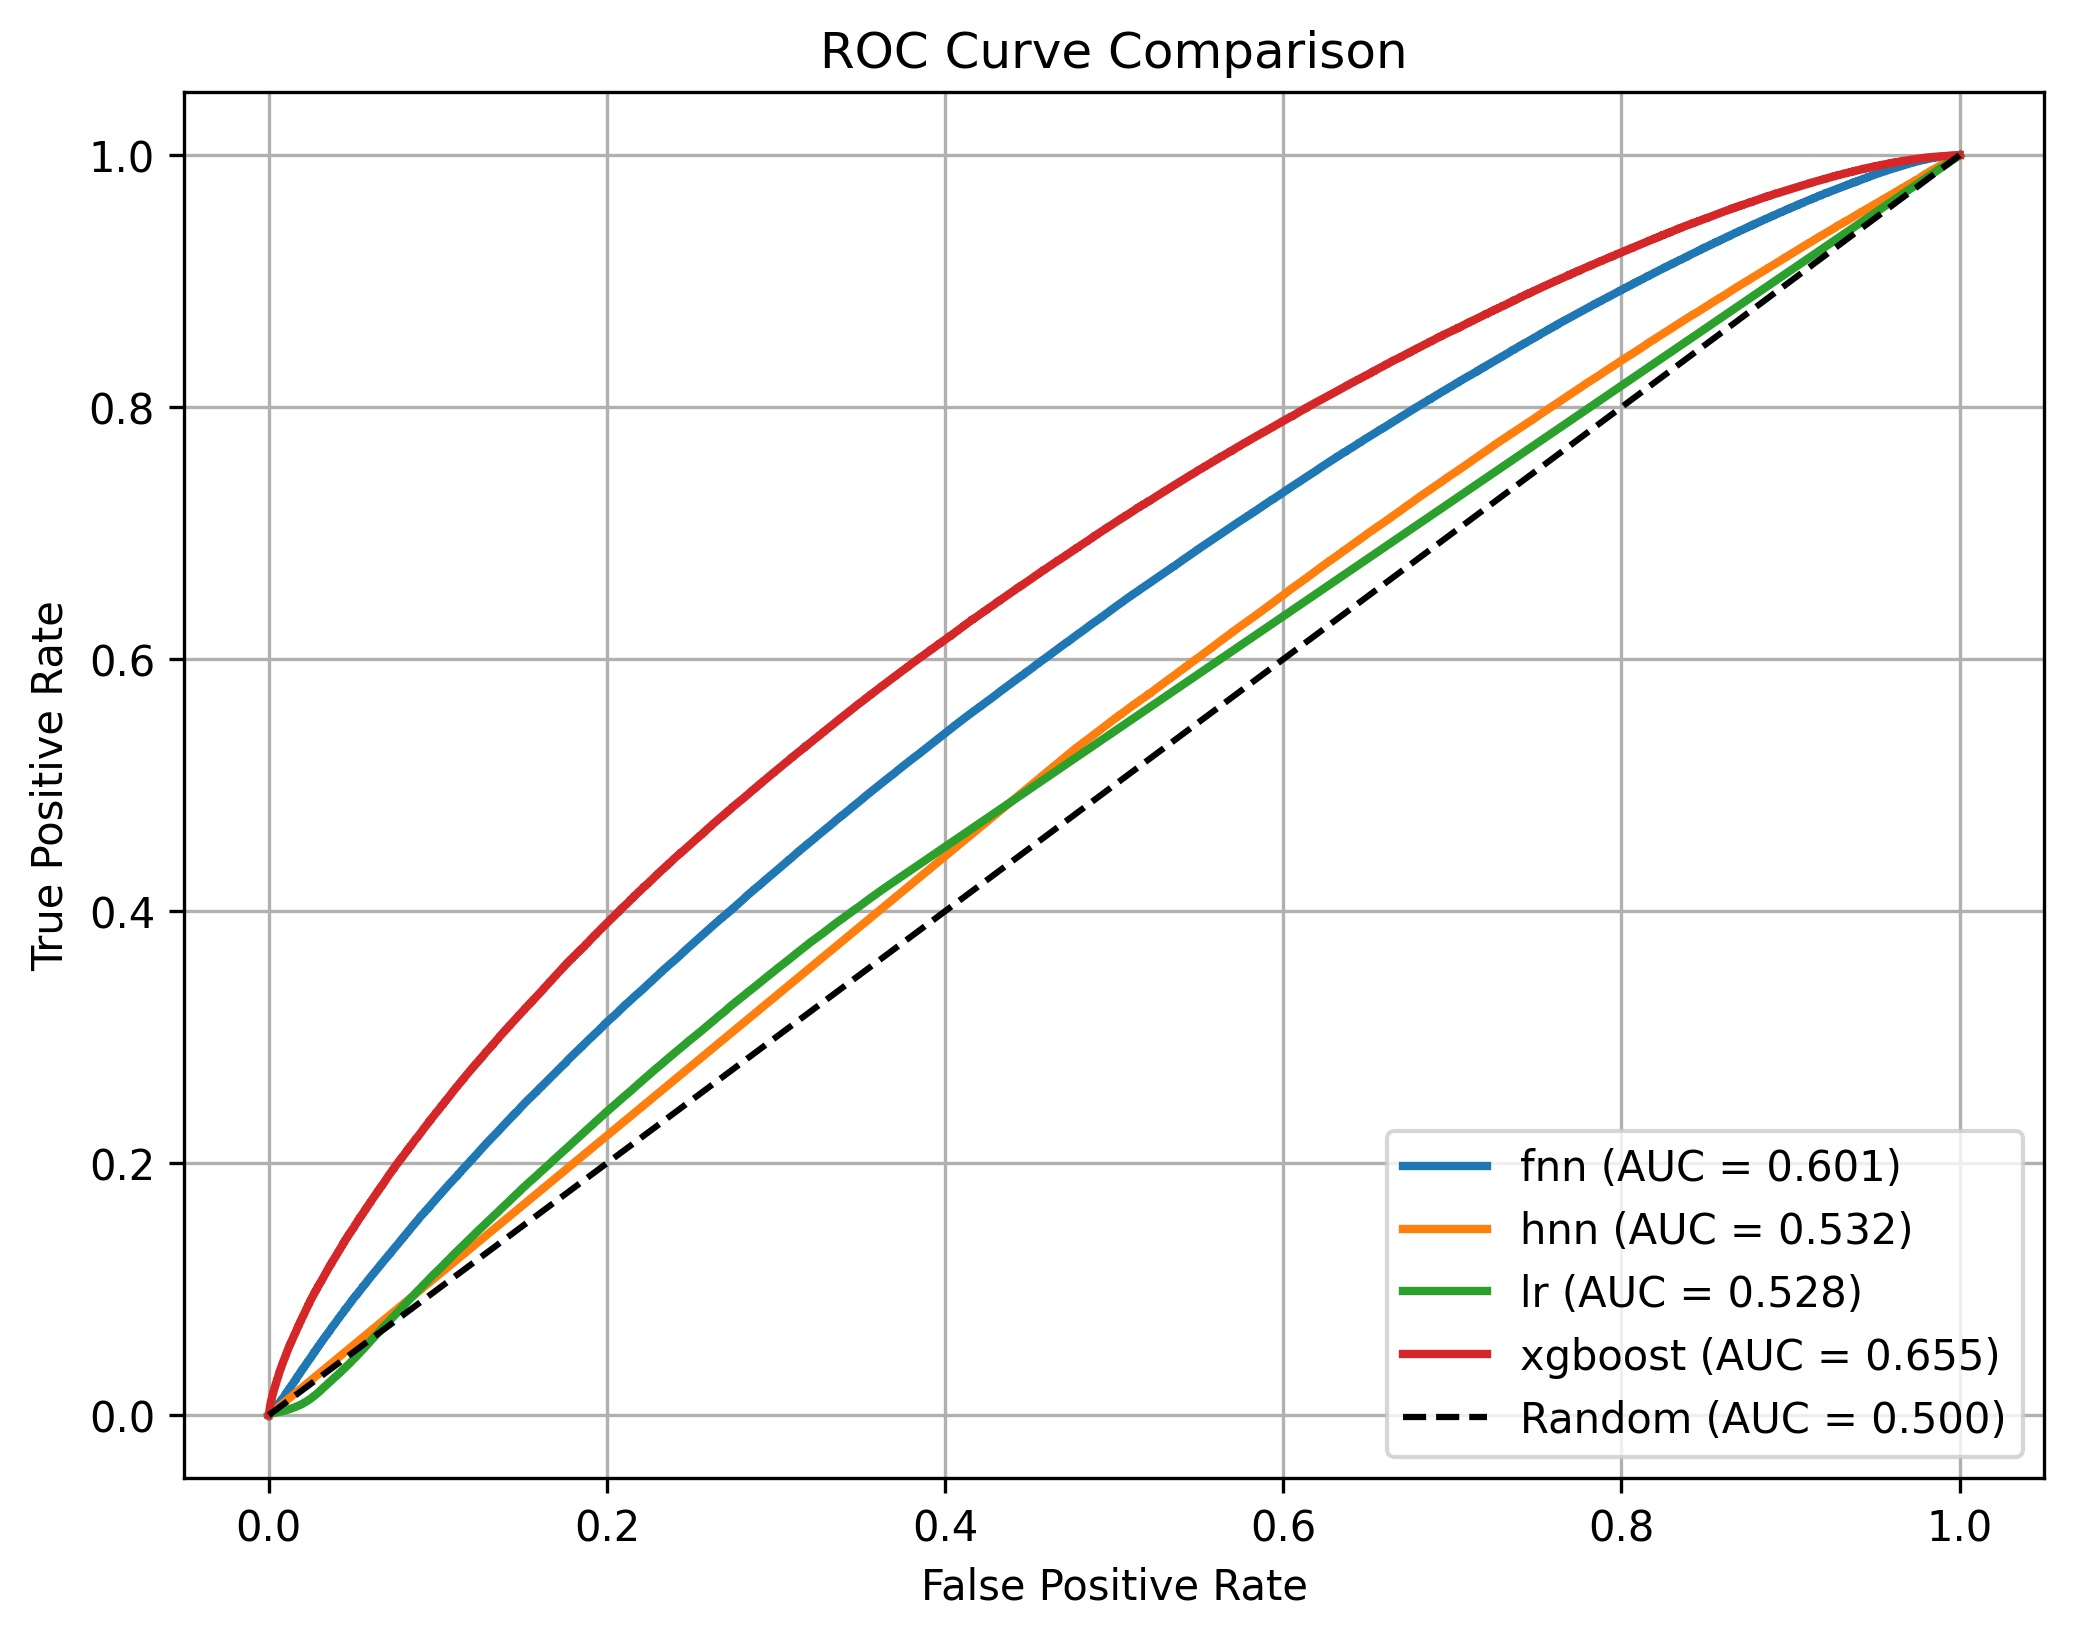 ROC Curve Comparison
1.0
0.8
0.6
0.4
0.2
0.0
True Positive Rate
0.0 0.2 0.4 0.6 0.8 1.0
False Positive Rate
fnn (AUC = 0.601)
hnn (AUC = 0.532)
lr (AUC = 0.528)
xgboost (AUC = 0.655)
Random (AUC = 0.500)